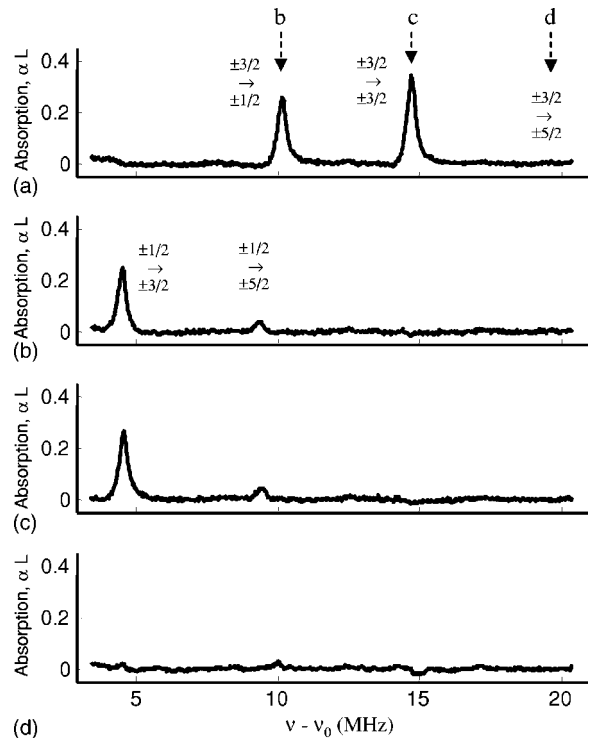 b c d
0.4
0.2
0
Absorption, α L
±3/2
→
±1/2
±3/2
→
±3/2
±3/2
→
±5/2
(a)
0.4
0.2
0
Absorption, α L
±1/2
→
±3/2
±1/2
→
±5/2
(b)
0.4
0.2
0
Absorption, α L
(c)
0.4
0.2
0
Absorption, α L
5 10 15 20
(d)
ν - ν0 (MHz)